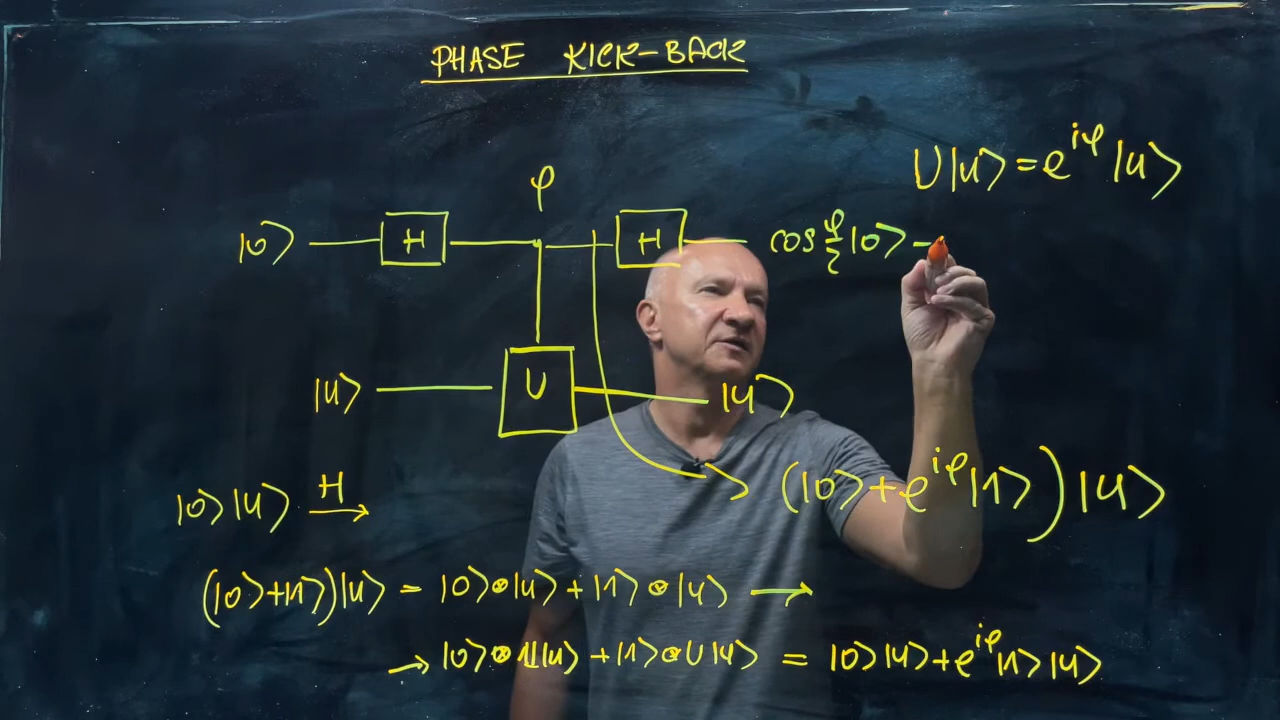 PHASE KICK-BACK
U|u> = e^{iφ} |u>
φ
|0> H H cos φ/2 |0> -
|u> U |u>
(|0> + e^{iφ} |1>) |u>
|0>|u> H →
(|0>+|1>)|u> = |0>⊗|u> + |1>⊗|u> →
→ |0>⊗𝟙|u> + |1>⊗U|u> = |0>|u> + e^{iφ} |1>|u>